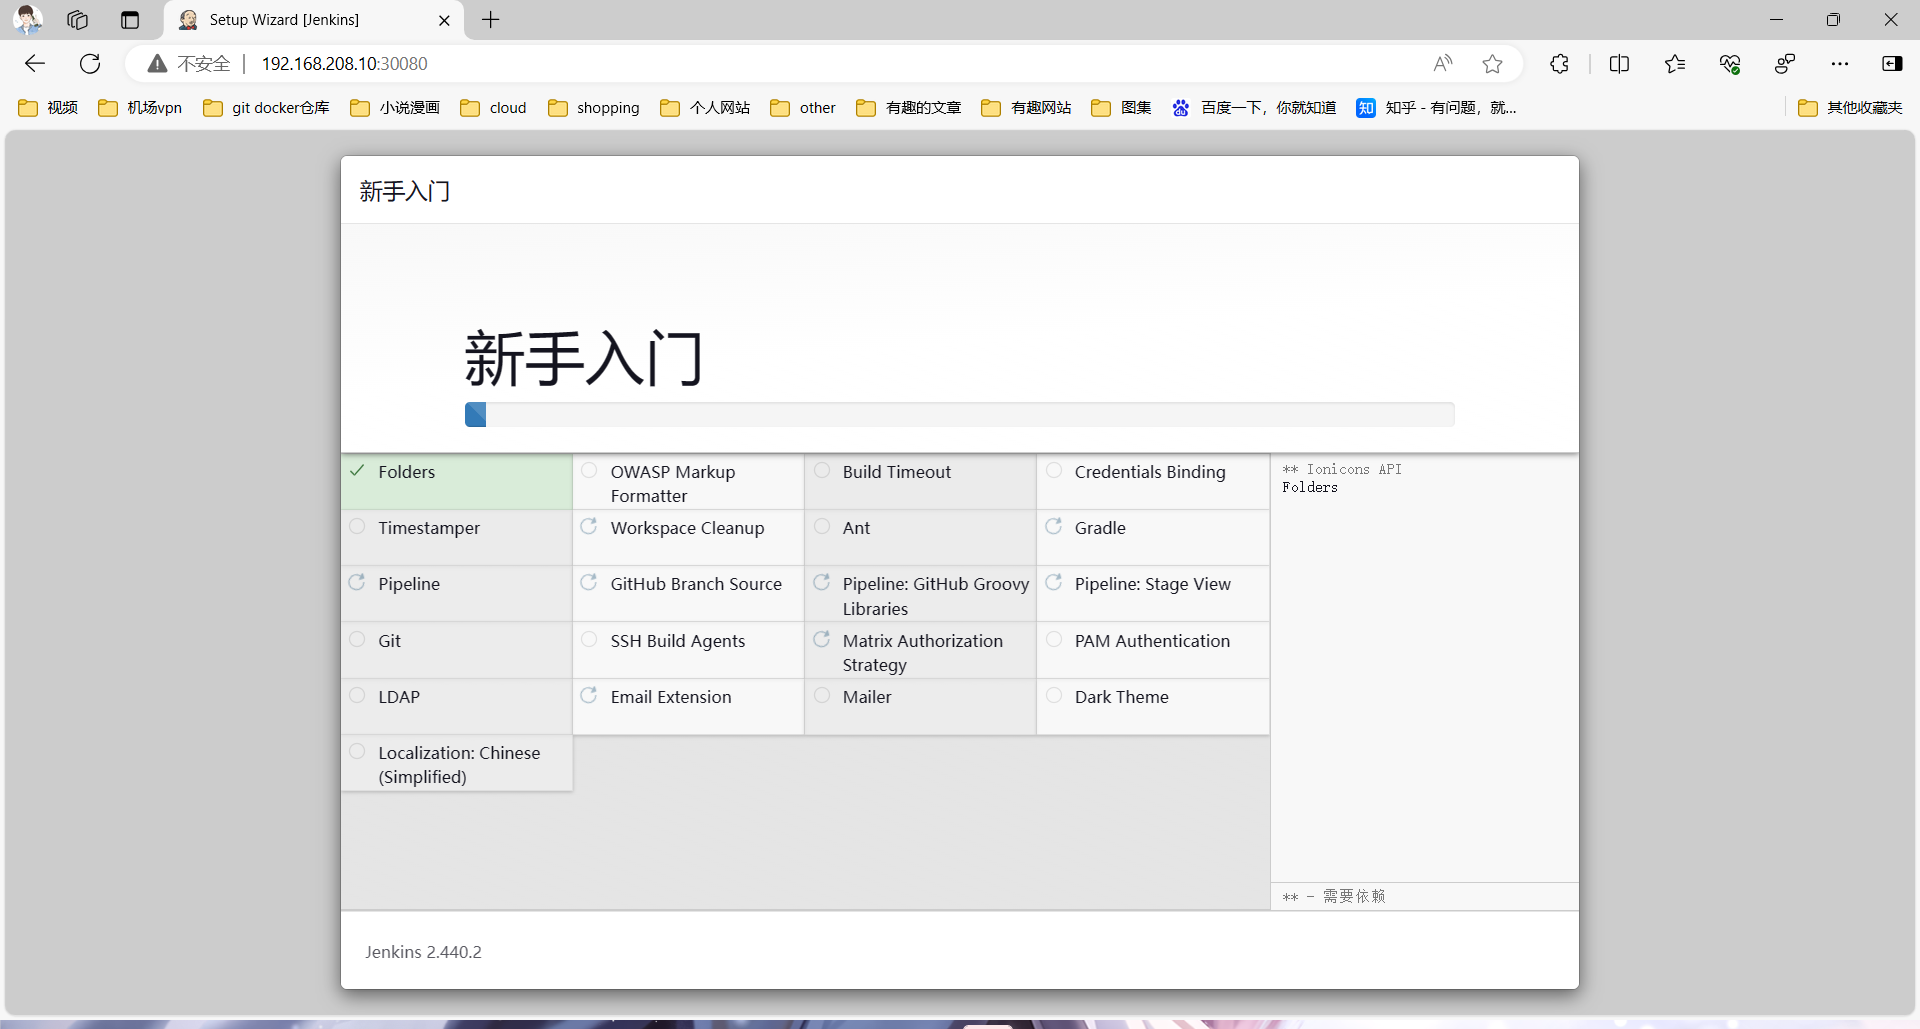 Setup Wizard [Jenkins]
不安全 192.168.208.10:30080
视频 机场vpn git docker仓库 小说漫画 cloud shopping 个人网站 other 有趣的文章 有趣网站 图集 百度一下，你就知道 知 知乎 - 有问题，就... 其他收藏夹
新手入门
新手入门
Folders
OWASP Markup
Formatter
Build Timeout
Credentials Binding
Timestamper
Workspace Cleanup
Ant
Gradle
Pipeline
GitHub Branch Source
Pipeline: GitHub Groovy
Libraries
Pipeline: Stage View
Git
SSH Build Agents
Matrix Authorization
Strategy
PAM Authentication
LDAP
Email Extension
Mailer
Dark Theme
Localization: Chinese
(Simplified)
** Ionicons API
Folders
** - 需要依赖
Jenkins 2.440.2